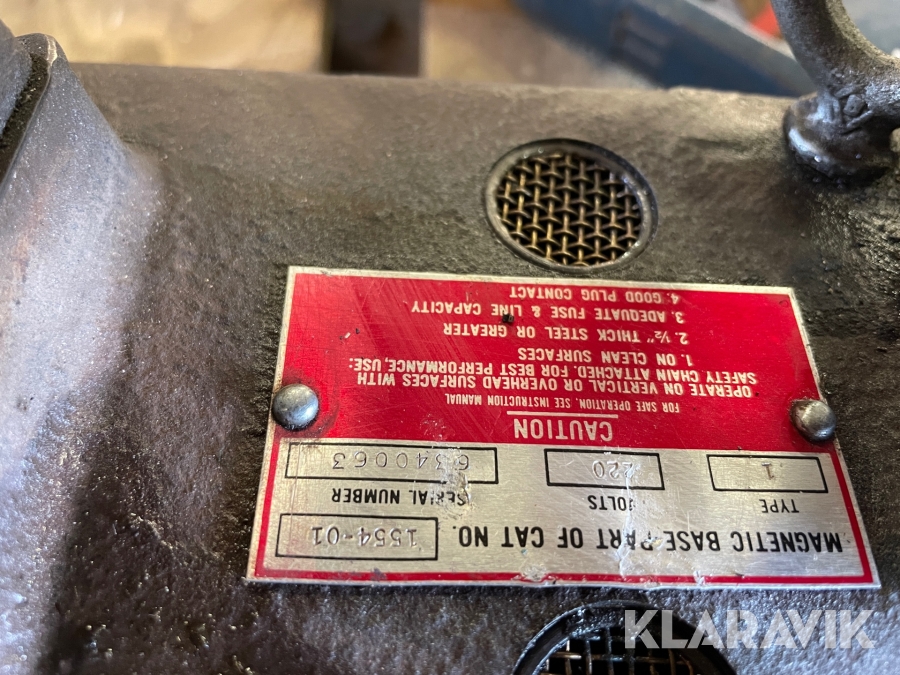 MAGNETIC BASE-PART OF CAT NO. 1554-01
TYPE VOLTS SERIAL NUMBER
1 220 6340063
CAUTION
FOR SAFE OPERATION, SEE INSTRUCTION MANUAL
OPERATE ON VERTICAL OR OVERHEAD SURFACES WITH
SAFETY CHAIN ATTACHED. FOR BEST PERFORMANCE, USE:
1. ON CLEAN SURFACES
2. ½" THICK STEEL OR GREATER
3. ADEQUATE FUSE & LINE CAPACITY
4. GOOD PLUG CONTACT
KLARAVIK